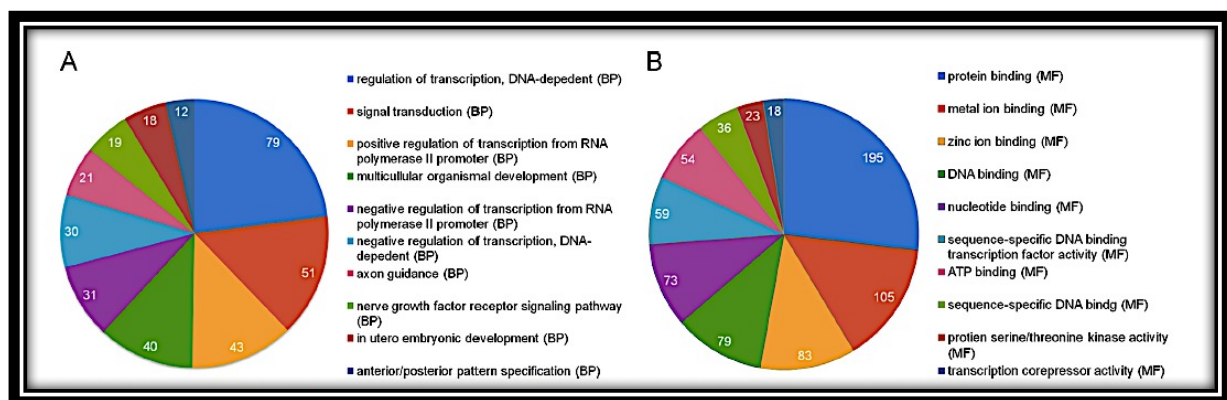 A
79
51
43
40
31
30
21
19
18
12
regulation of transcription, DNA-depedent (BP)
signal transduction (BP)
positive regulation of transcription from RNA
polymerase II promoter (BP)
multicullular organismal development (BP)
negative regulation of transcription from RNA
polymerase II promoter (BP)
negative regulation of transcription, DNA-
depedent (BP)
axon guidance (BP)
nerve growth factor receptor signaling pathway
(BP)
in utero embryonic development (BP)
anterior/posterior pattern specification (BP)
B
195
105
83
79
73
59
54
36
23
18
protein binding (MF)
metal ion binding (MF)
zinc ion binding (MF)
DNA binding (MF)
nucleotide binding (MF)
sequence-specific DNA binding
transcription factor activity (MF)
ATP binding (MF)
sequence-specific DNA bindg (MF)
protien serine/threonine kinase activity
(MF)
transcription corepressor activity (MF)